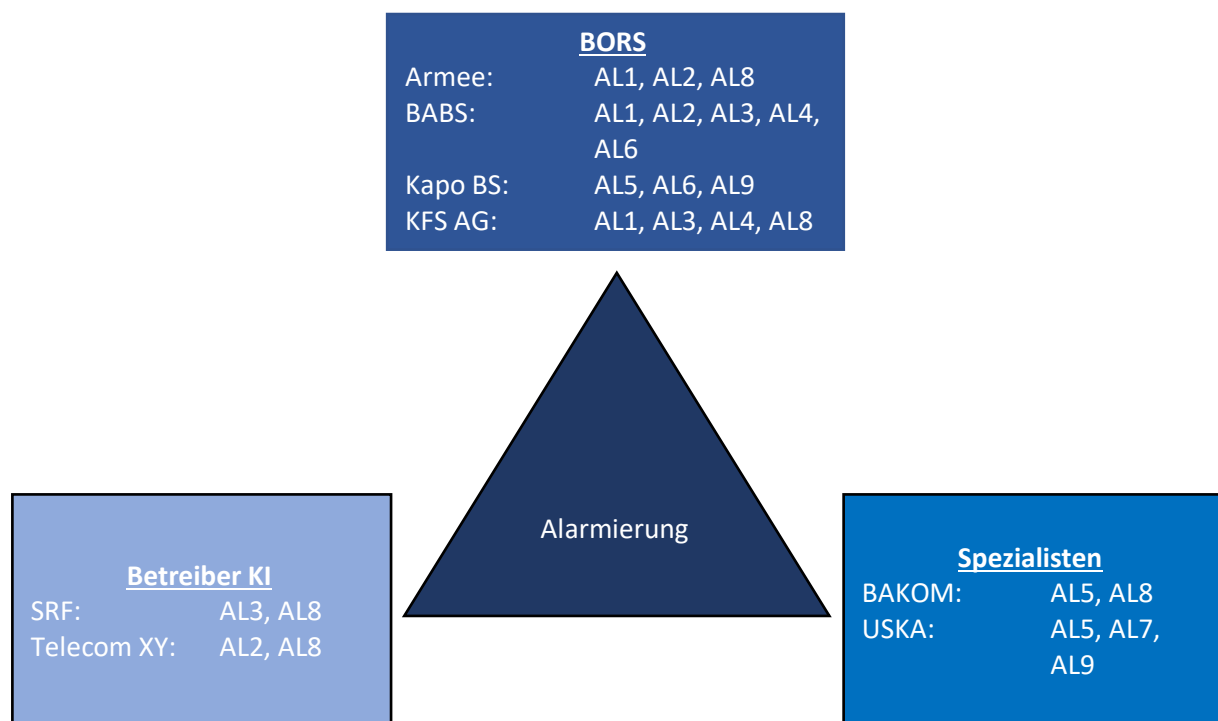 BORS
Armee: AL1, AL2, AL8
BABS: AL1, AL2, AL3, AL4,
AL6
Kapo BS: AL5, AL6, AL9
KFS AG: AL1, AL3, AL4, AL8
Alarmierung
Betreiber KI
SRF: AL3, AL8
Telecom XY: AL2, AL8
Spezialisten
BAKOM: AL5, AL8
USKA: AL5, AL7,
AL9